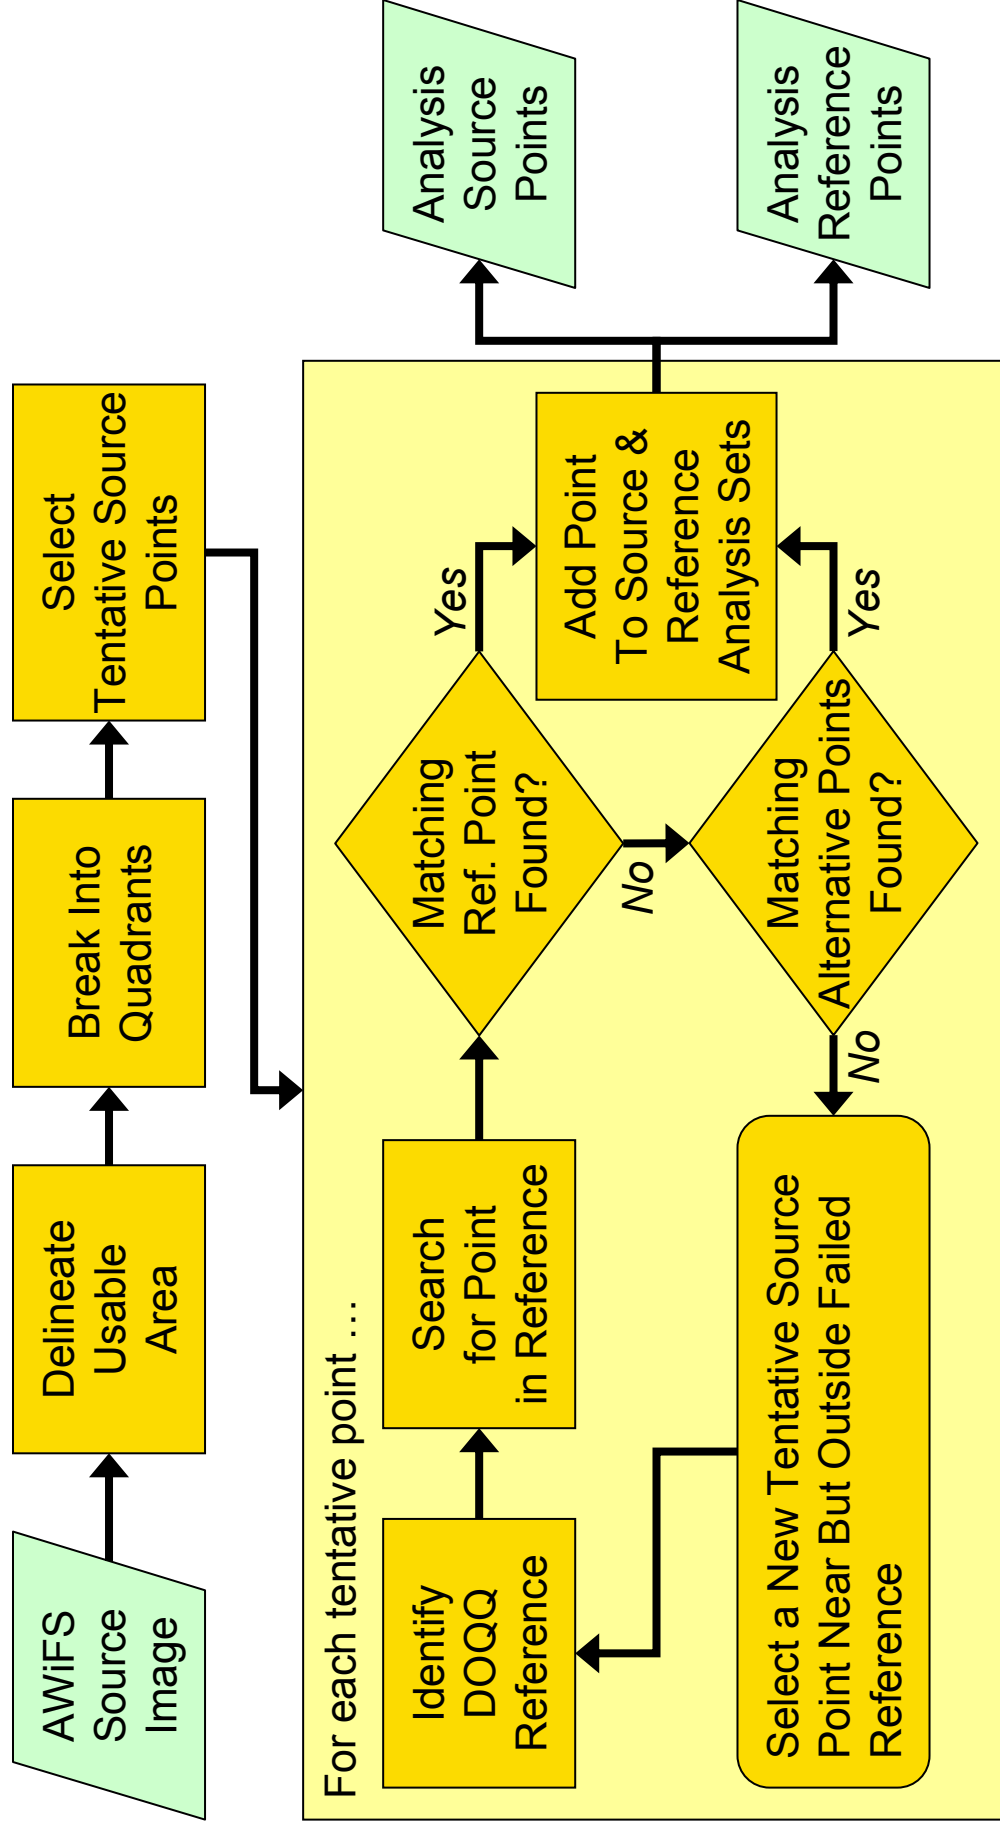 AWiFS
Source
Image
Delineate
Usable
Area
Break Into
Quadrants
Select
Tentative Source
Points
For each tentative point …
Identify
DOQQ
Reference
Search
for Point
in Reference
Matching
Ref. Point
Found?
Yes
No
Matching
Alternative Points
Found?
Yes
No
Add Point
To Source &
Reference
Analysis Sets
Select a New Tentative Source
Point Near But Outside Failed
Reference
Analysis
Source
Points
Analysis
Reference
Points